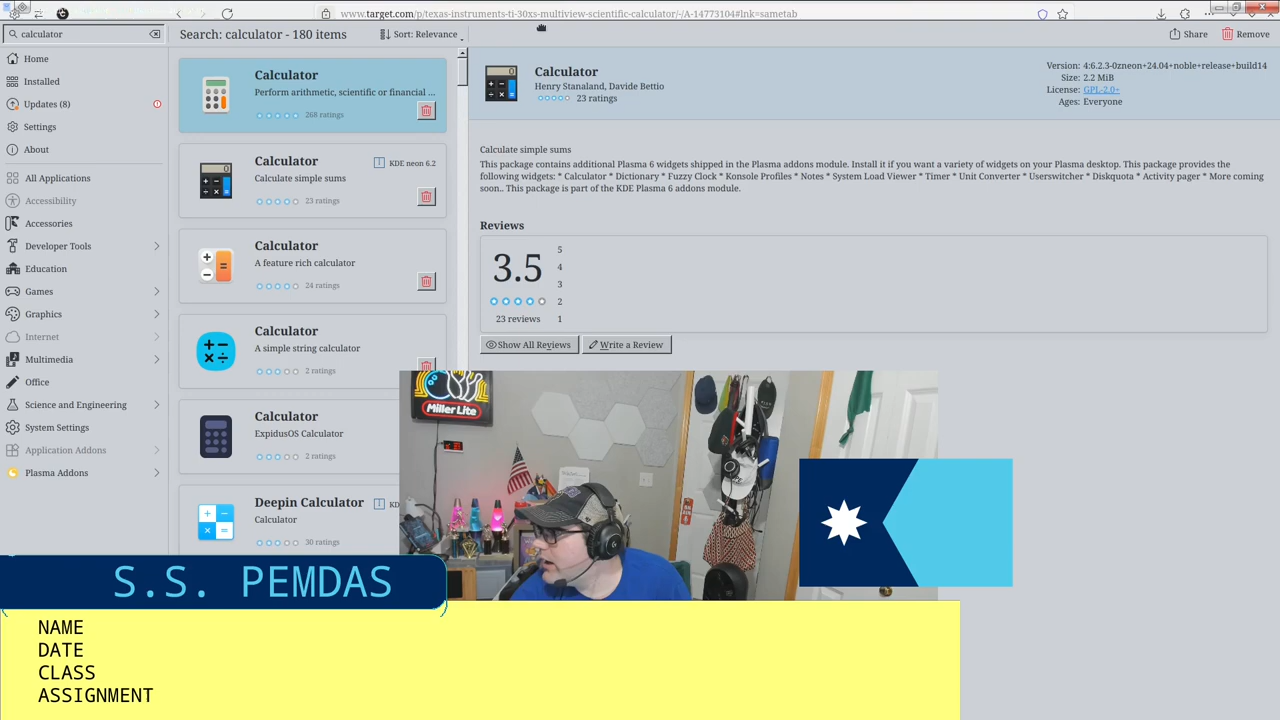 www.target.com/p/texas-instruments-ti-30xs-multiview-scientific-calculator/-/A-14773104#lnk=sametab
calculator
Search: calculator - 180 items
Sort: Relevance
Share
Remove
Home
Installed
Updates (8)
Settings
About
All Applications
Accessibility
Accessories
Developer Tools
Education
Games
Graphics
Internet
Multimedia
Office
Science and Engineering
System Settings
Application Addons
Plasma Addons
Calculator
Perform arithmetic, scientific or financial ...
268 ratings
Calculator
KDE neon 6.2
Calculate simple sums
23 ratings
Calculator
A feature rich calculator
24 ratings
Calculator
A simple string calculator
2 ratings
Calculator
ExpidusOS Calculator
2 ratings
Deepin Calculator
KD
Calculator
30 ratings
Calculator
Henry Stanaland, Davide Bettio
23 ratings
Version: 4:6.2.3-0zneon+24.04+noble+release+build14
Size: 2.2 MiB
License: GPL-2.0+
Ages: Everyone
Calculate simple sums
This package contains additional Plasma 6 widgets shipped in the Plasma addons module. Install it if you want a variety of widgets on your Plasma desktop. This package provides the
following widgets: * Calculator * Dictionary * Fuzzy Clock * Konsole Profiles * Notes * System Load Viewer * Timer * Unit Converter * Userswitcher * Diskquota * Activity pager * More coming
soon.. This package is part of the KDE Plasma 6 addons module.
Reviews
3.5
23 reviews
5
4
3
2
1
Show All Reviews
Write a Review
Miller Lite
S.S. PEMDAS
NAME
DATE
CLASS
ASSIGNMENT